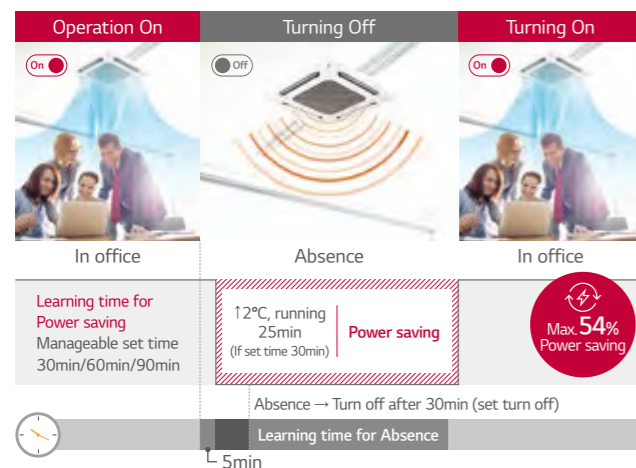 Operation On
Turning Off
Turning On
On
Off
On
In office
Absence
In office
Learning time for
Power saving
Manageable set time
30min/60min/90min
↑2℃, running
25min
(If set time 30min)
Power saving
Max.54%
Power saving
Absence → Turn off after 30min (set turn off)
Learning time for Absence
5min